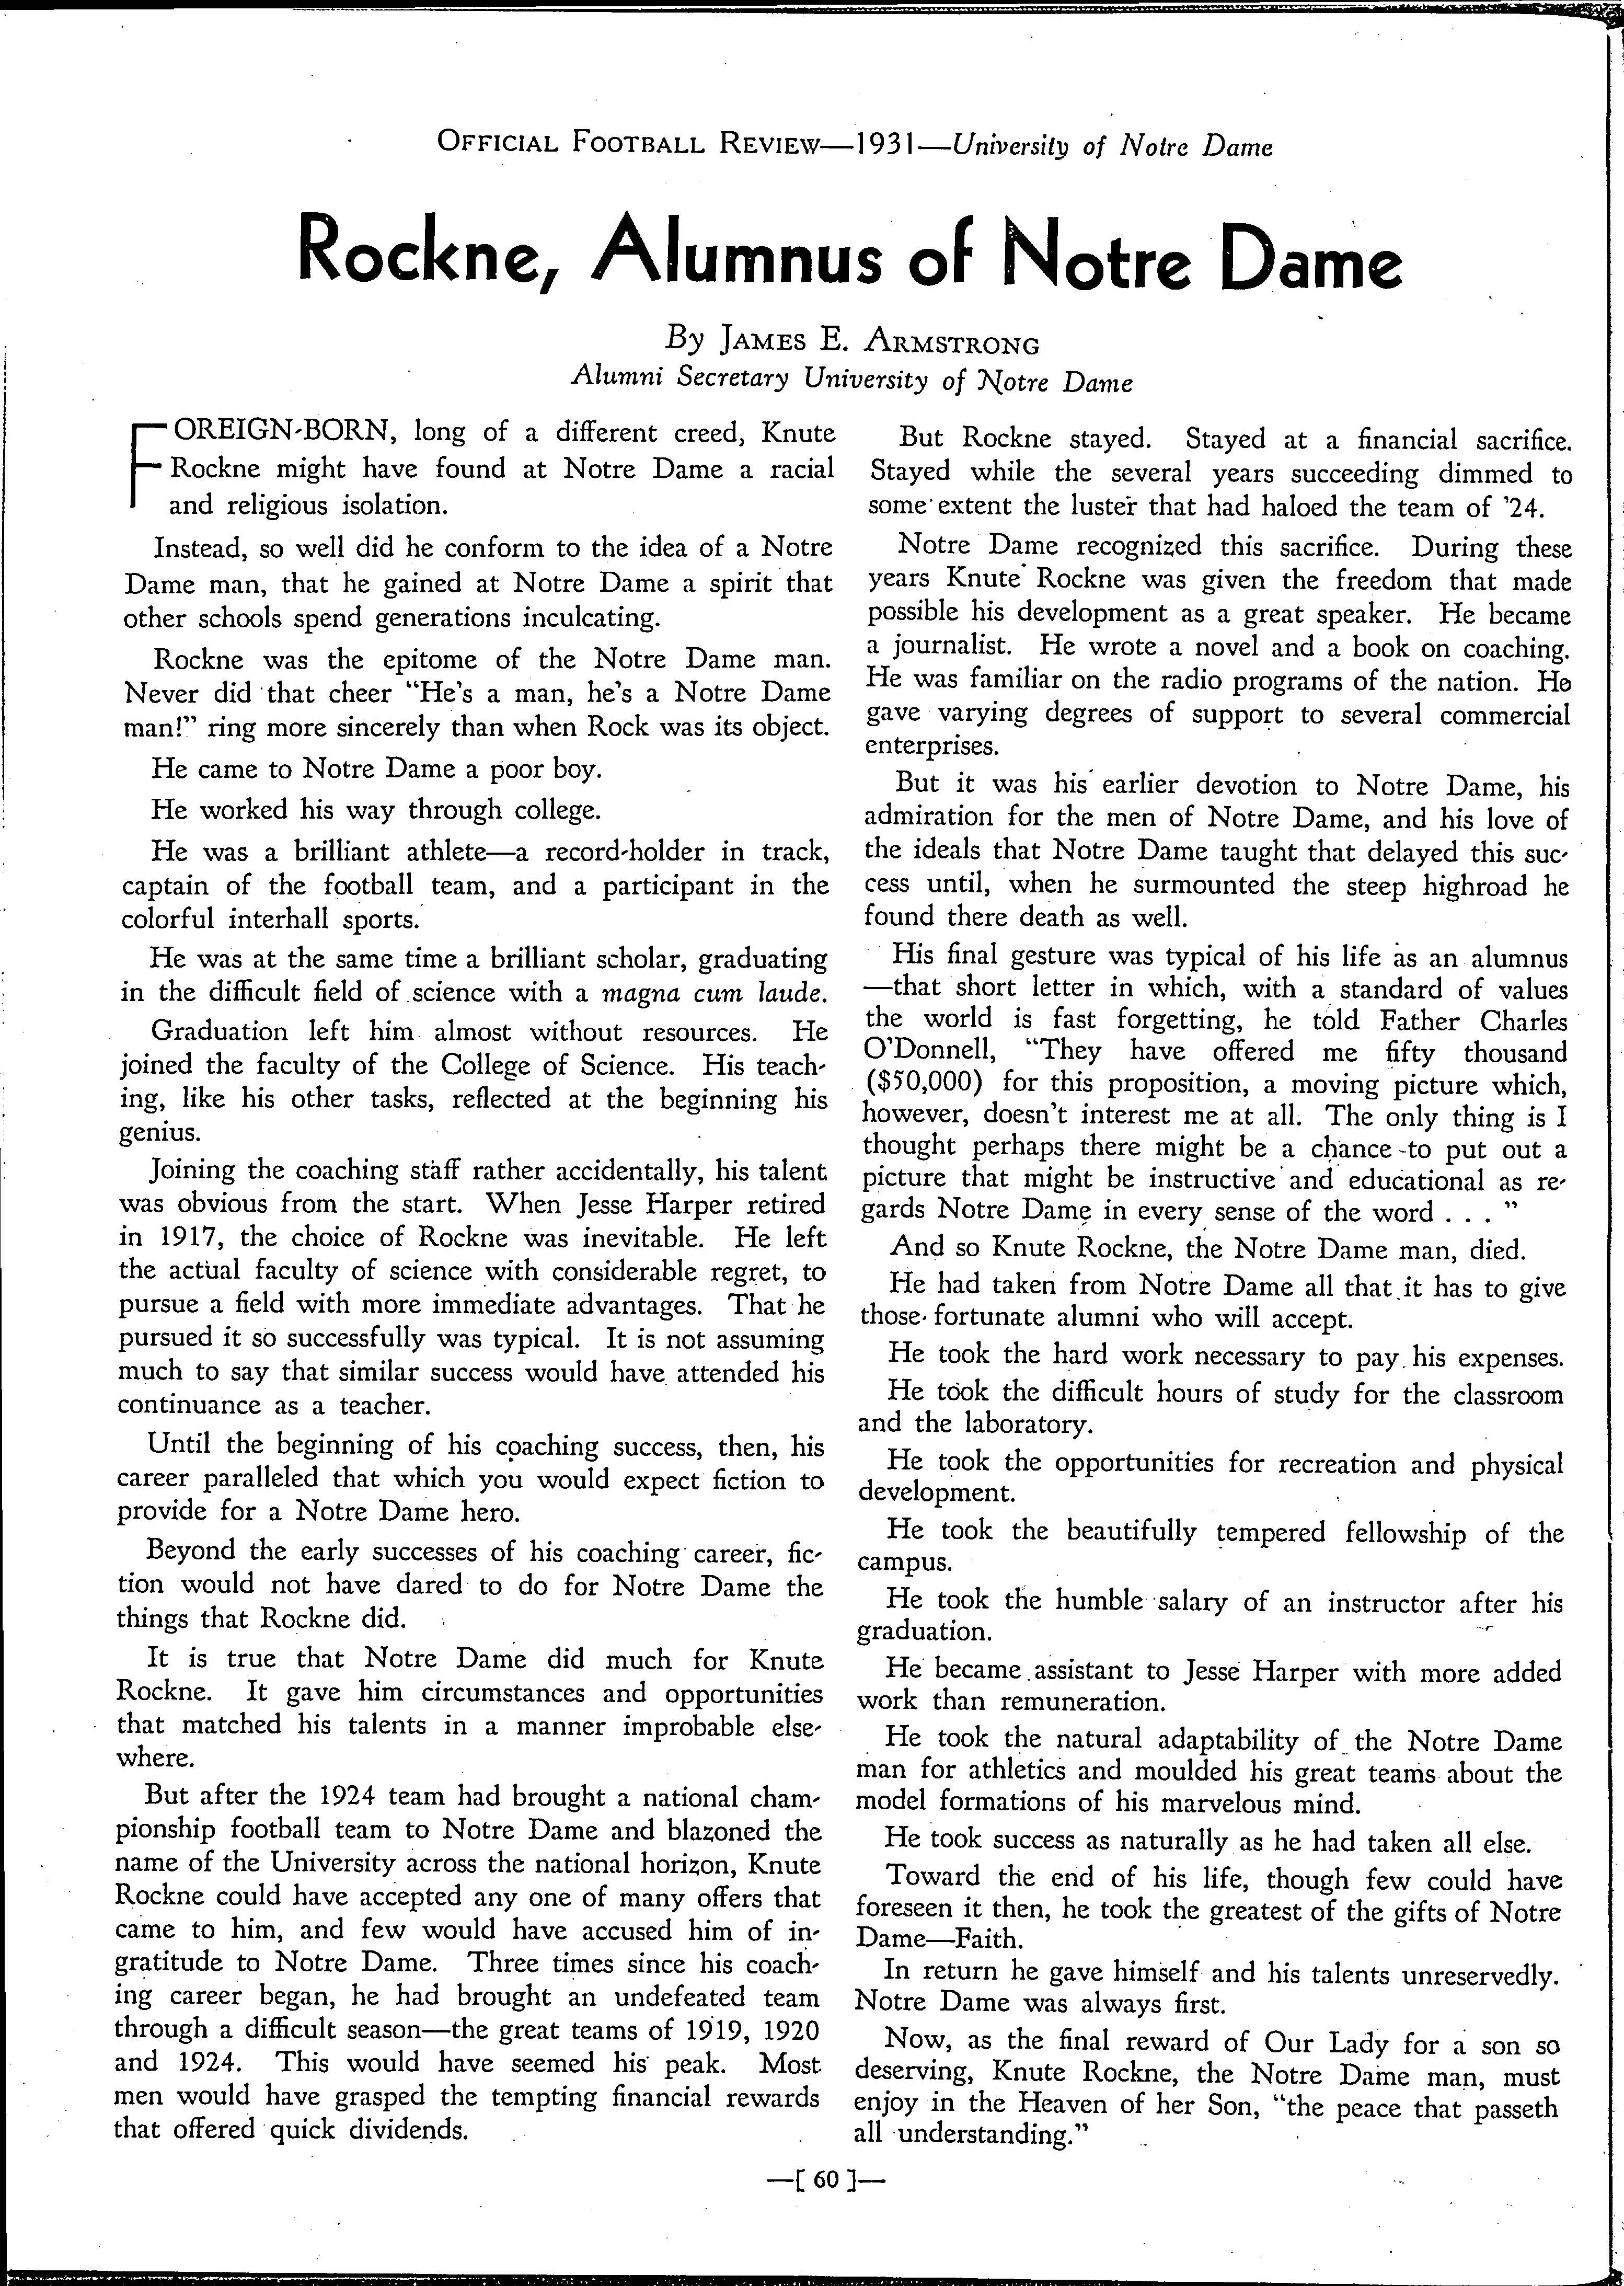 OFFICIAL FOOTBALL REVIEW—1931—University of Notre Dame
Rockne, Alumnus of Notre Dame
By JAMES E. ARMSTRONG
Alumni Secretary University of Notre Dame
FOREIGN-BORN, long of a different creed, Knute
Rockne might have found at Notre Dame a racial
and religious isolation.
Instead, so well did he conform to the idea of a Notre
Dame man, that he gained at Notre Dame a spirit that
other schools spend generations inculcating.
Rockne was the epitome of the Notre Dame man.
Never did that cheer “He's a man, he's a Notre Dame
man!” ring more sincerely than when Rock was its object.
He came to Notre Dame a poor boy.
He worked his way through college.
He was a brilliant athlete—a record-holder in track,
captain of the football team, and a participant in the
colorful interhall sports.
He was at the same time a brilliant scholar, graduating
in the difficult field of science with a magna cum laude.
Graduation left him almost without resources. He
joined the faculty of the College of Science. His teach-
ing, like his other tasks, reflected at the beginning his
genius.
Joining the coaching staff rather accidentally, his talent
was obvious from the start. When Jesse Harper retired
in 1917, the choice of Rockne was inevitable. He left
the actual faculty of science with considerable regret, to
pursue a field with more immediate advantages. That he
pursued it so successfully was typical. It is not assuming
much to say that similar success would have attended his
continuance as a teacher.
Until the beginning of his coaching success, then, his
career paralleled that which you would expect fiction to
provide for a Notre Dame hero.
Beyond the early successes of his coaching career, fic-
tion would not have dared to do for Notre Dame the
things that Rockne did.
It is true that Notre Dame did much for Knute
Rockne. It gave him circumstances and opportunities
that matched his talents in a manner improbable else-
where.
But after the 1924 team had brought a national cham-
pionship football team to Notre Dame and blazoned the
name of the University across the national horizon, Knute
Rockne could have accepted any one of many offers that
came to him, and few would have accused him of in-
gratitude to Notre Dame. Three times since his coach-
ing career began, he had brought an undefeated team
through a difficult season—the great teams of 1919, 1920
and 1924. This would have seemed his peak. Most
men would have grasped the tempting financial rewards
that offered quick dividends.
But Rockne stayed. Stayed at a financial sacrifice.
Stayed while the several years succeeding dimmed to
some extent the luster that had haloed the team of '24.
Notre Dame recognized this sacrifice. During these
years Knute Rockne was given the freedom that made
possible his development as a great speaker. He became
a journalist. He wrote a novel and a book on coaching.
He was familiar on the radio programs of the nation. He
gave varying degrees of support to several commercial
enterprises.
But it was his earlier devotion to Notre Dame, his
admiration for the men of Notre Dame, and his love of
the ideals that Notre Dame taught that delayed this suc-
cess until, when he surmounted the steep highroad he
found there death as well.
His final gesture was typical of his life as an alumnus
—that short letter in which, with a standard of values
the world is fast forgetting, he told Father Charles
O'Donnell, “They have offered me fifty thousand
($50,000) for this proposition, a moving picture which,
however, doesn't interest me at all. The only thing is I
thought perhaps there might be a chance to put out a
picture that might be instructive and educational as re-
gards Notre Dame in every sense of the word . . . ”
And so Knute Rockne, the Notre Dame man, died.
He had taken from Notre Dame all that it has to give
those fortunate alumni who will accept.
He took the hard work necessary to pay his expenses.
He took the difficult hours of study for the classroom
and the laboratory.
He took the opportunities for recreation and physical
development.
He took the beautifully tempered fellowship of the
campus.
He took the humble salary of an instructor after his
graduation.
He became assistant to Jesse Harper with more added
work than remuneration.
He took the natural adaptability of the Notre Dame
man for athletics and moulded his great teams about the
model formations of his marvelous mind.
He took success as naturally as he had taken all else.
Toward the end of his life, though few could have
foreseen it then, he took the greatest of the gifts of Notre
Dame—Faith.
In return he gave himself and his talents unreservedly.
Notre Dame was always first.
Now, as the final reward of Our Lady for a son so
deserving, Knute Rockne, the Notre Dame man, must
enjoy in the Heaven of her Son, “the peace that passeth
all understanding.”
—[ 60 ]—